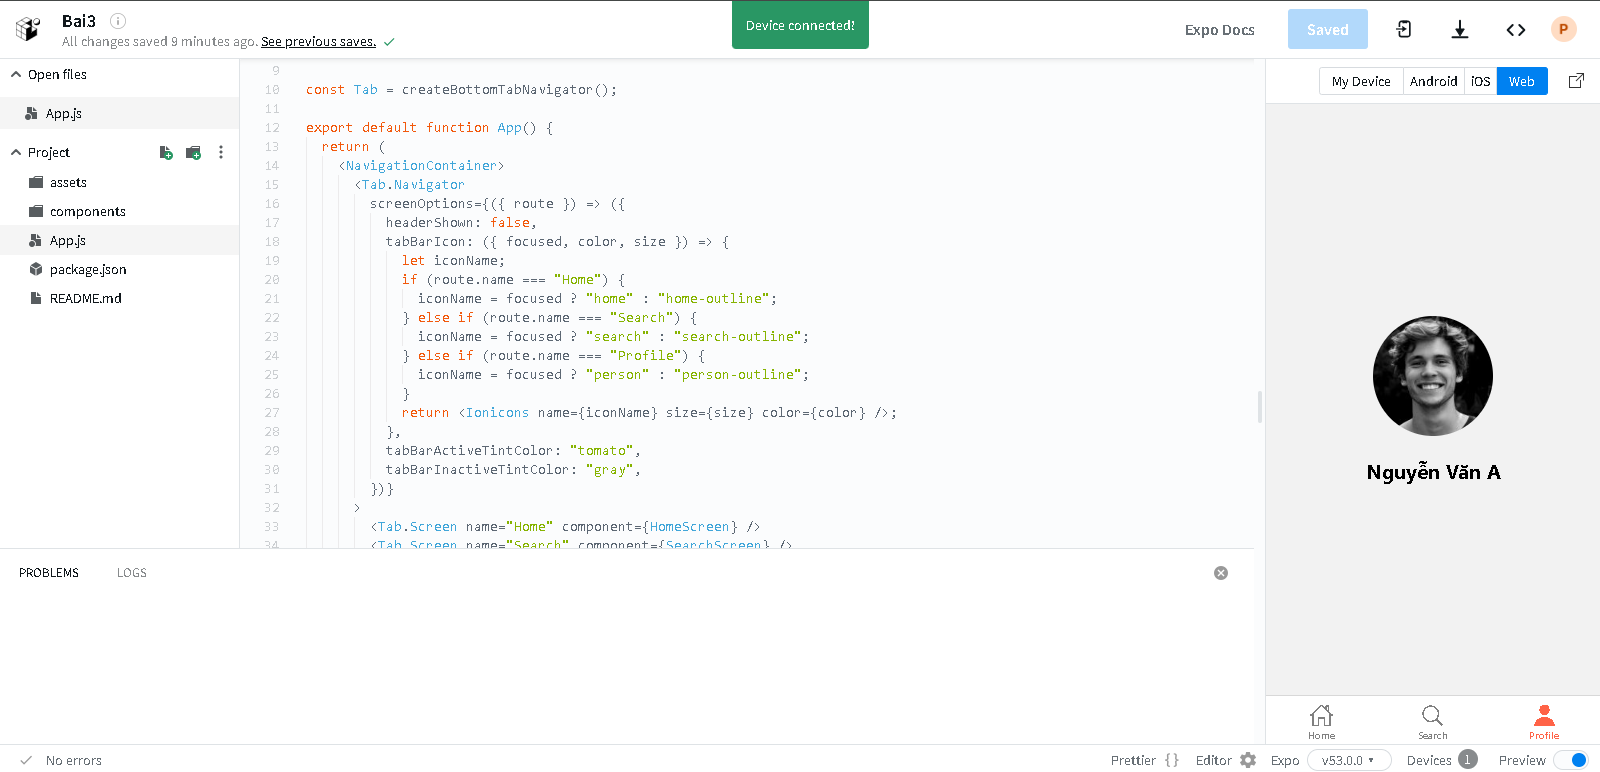 Bai3
All changes saved 9 minutes ago. See previous saves.
Device connected!
Expo Docs
Saved
P
Open files
App.js
Project
assets
components
App.js
package.json
README.md
9
10 const Tab = createBottomTabNavigator();
11
12 export default function App() {
13 return (
14 <NavigationContainer>
15 <Tab.Navigator
16 screenOptions={({ route }) => ({
17 headerShown: false,
18 tabBarIcon: ({ focused, color, size }) => {
19 let iconName;
20 if (route.name === "Home") {
21 iconName = focused ? "home" : "home-outline";
22 } else if (route.name === "Search") {
23 iconName = focused ? "search" : "search-outline";
24 } else if (route.name === "Profile") {
25 iconName = focused ? "person" : "person-outline";
26 }
27 return <Ionicons name={iconName} size={size} color={color} />;
28 },
29 tabBarActiveTintColor: "tomato",
30 tabBarInactiveTintColor: "gray",
31 })}
32 >
33 <Tab.Screen name="Home" component={HomeScreen} />
34 <Tab.Screen name="Search" component={SearchScreen} />
My Device Android iOS Web
Nguyễn Văn A
Home Search Profile
PROBLEMS LOGS
No errors
Prettier {} Editor Expo v53.0.0 Devices 1 Preview